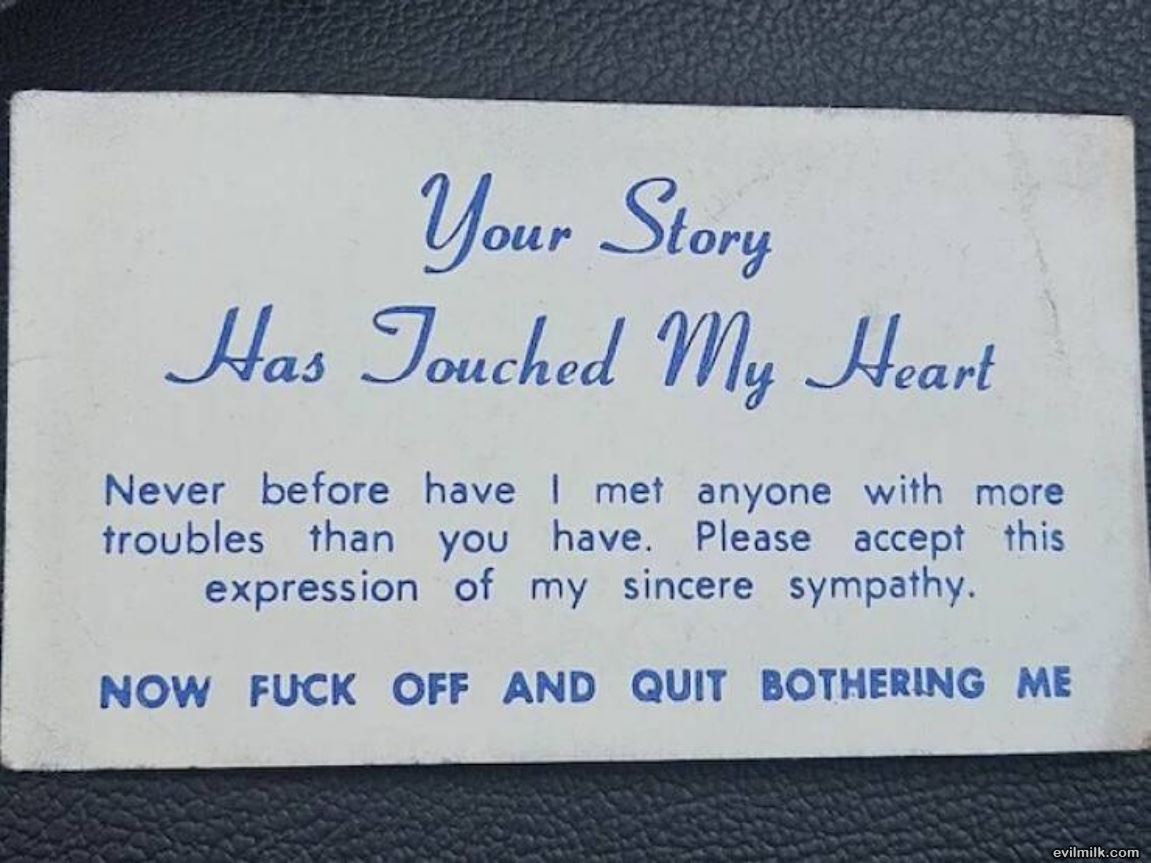 Your Story
Has Touched My Heart
Never before have I met anyone with more
troubles than you have. Please accept this
expression of my sincere sympathy.
NOW FUCK OFF AND QUIT BOTHERING ME
evilmilk.com